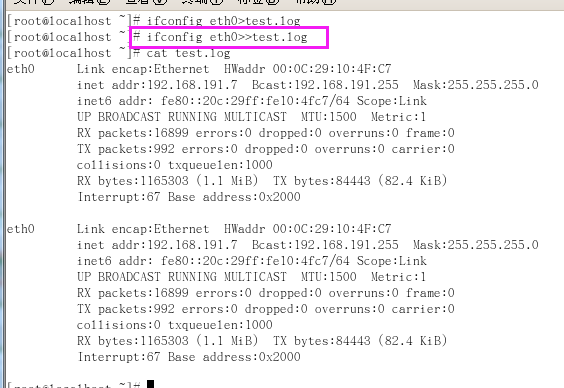 [root@localhost ~]# ifconfig eth0>test.log
[root@localhost ~]# ifconfig eth0>>test.log
[root@localhost ~]# cat test.log
eth0      Link encap:Ethernet  HWaddr 00:0C:29:10:4F:C7
          inet addr:192.168.191.7  Bcast:192.168.191.255  Mask:255.255.255.0
          inet6 addr: fe80::20c:29ff:fe10:4fc7/64 Scope:Link
          UP BROADCAST RUNNING MULTICAST  MTU:1500  Metric:1
          RX packets:16899 errors:0 dropped:0 overruns:0 frame:0
          TX packets:992 errors:0 dropped:0 overruns:0 carrier:0
          collisions:0 txqueuelen:1000
          RX bytes:1165303 (1.1 MiB)  TX bytes:84443 (82.4 KiB)
          Interrupt:67 Base address:0x2000

eth0      Link encap:Ethernet  HWaddr 00:0C:29:10:4F:C7
          inet addr:192.168.191.7  Bcast:192.168.191.255  Mask:255.255.255.0
          inet6 addr: fe80::20c:29ff:fe10:4fc7/64 Scope:Link
          UP BROADCAST RUNNING MULTICAST  MTU:1500  Metric:1
          RX packets:16899 errors:0 dropped:0 overruns:0 frame:0
          TX packets:992 errors:0 dropped:0 overruns:0 carrier:0
          collisions:0 txqueuelen:1000
          RX bytes:1165303 (1.1 MiB)  TX bytes:84443 (82.4 KiB)
          Interrupt:67 Base address:0x2000

[root@localhost ~]#